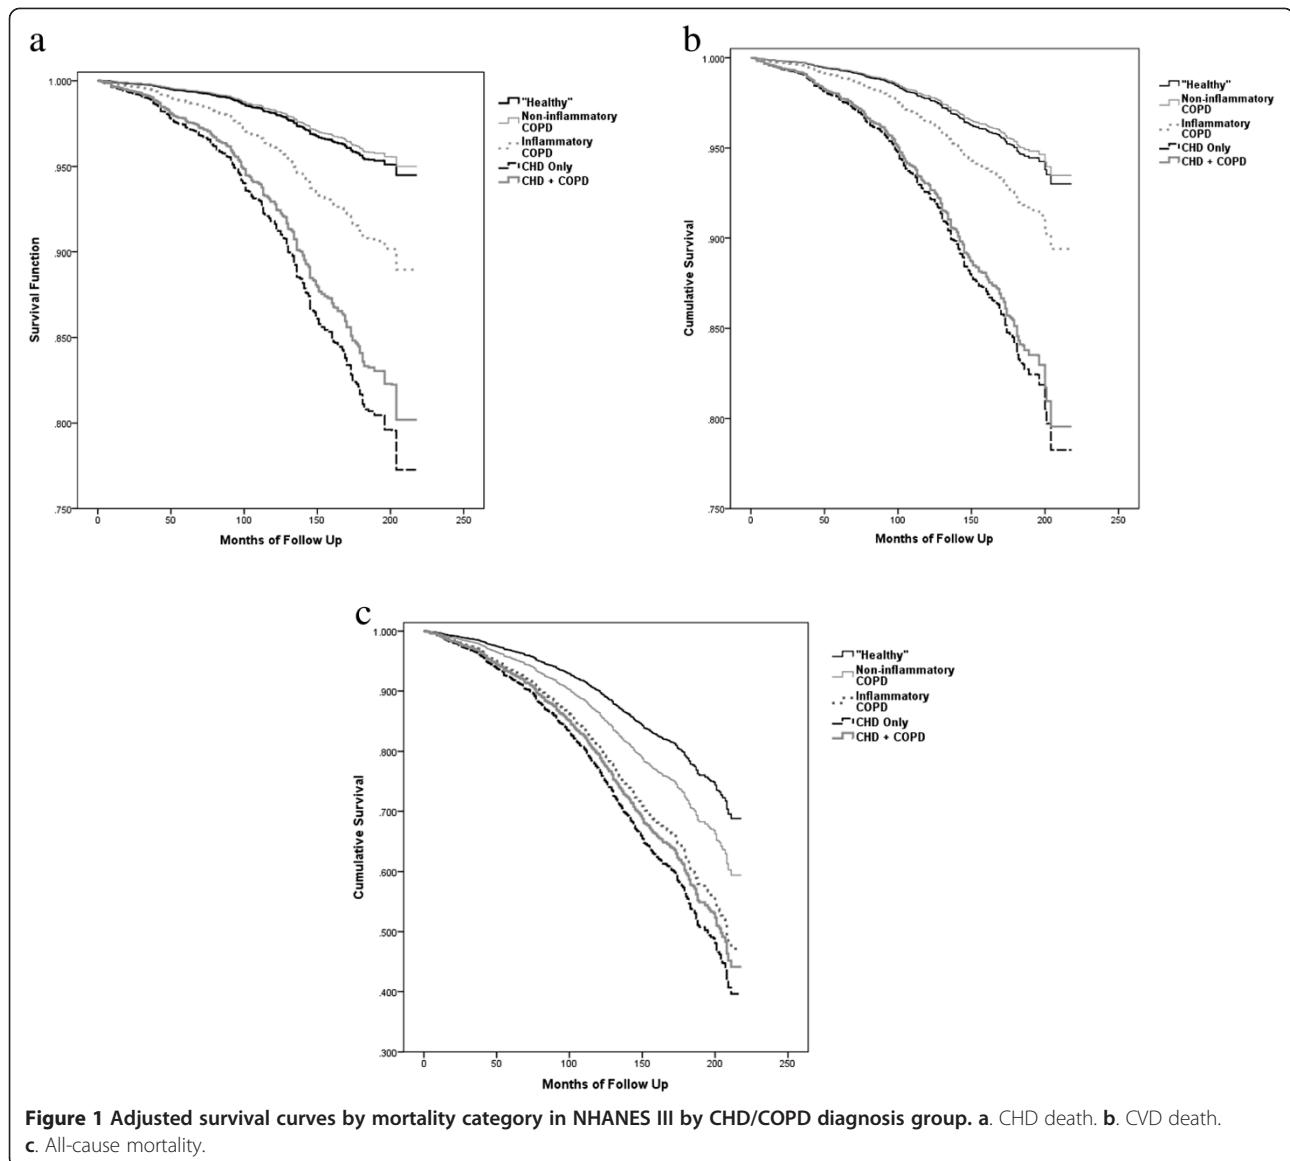 a
1.000
.950
.900
.850
.800
.750
0 50 100 150 200 250
Survival Function
Months of Follow Up
"Healthy"
Non-inflammatory
COPD
Inflammatory
COPD
CHD Only
CHD + COPD
b
1.000
.950
.900
.850
.800
.750
0 50 100 150 200 250
Cumulative Survival
Months of Follow Up
"Healthy"
Non-inflammatory
COPD
Inflammatory
COPD
CHD Only
CHD + COPD
c
1.000
.900
.800
.700
.600
.500
.400
.300
0 50 100 150 200 250
Cumulative Survival
Months of Follow Up
"Healthy"
Non-inflammatory
COPD
Inflammatory
COPD
CHD Only
CHD + COPD
Figure 1 Adjusted survival curves by mortality category in NHANES III by CHD/COPD diagnosis group. a. CHD death. b. CVD death.
c. All-cause mortality.